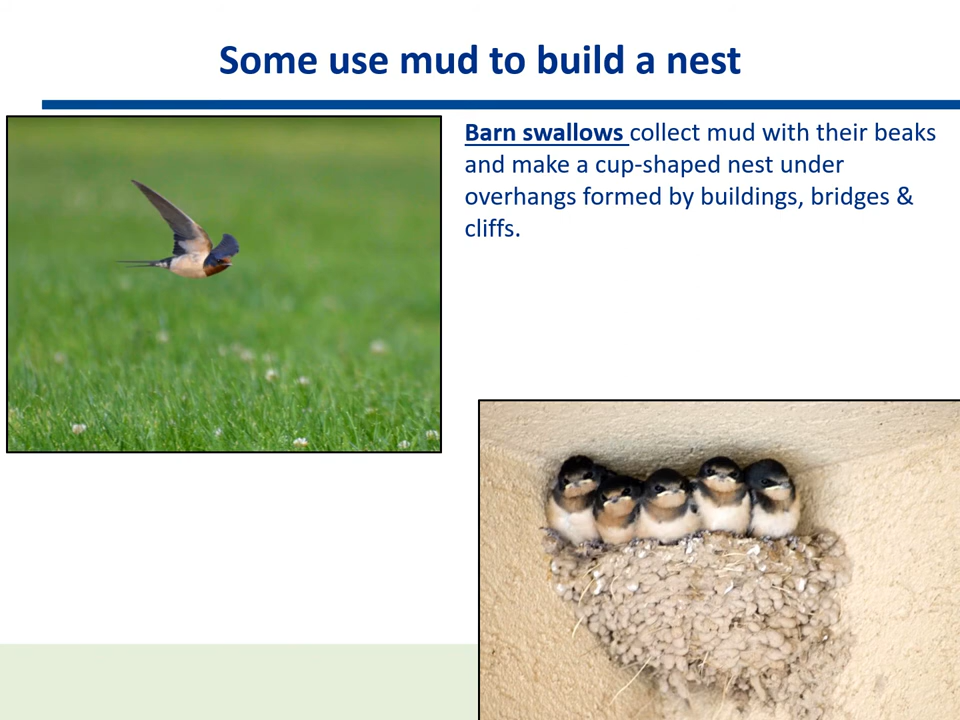 Some use mud to build a nest
Barn swallows collect mud with their beaks
and make a cup-shaped nest under
overhangs formed by buildings, bridges &
cliffs.